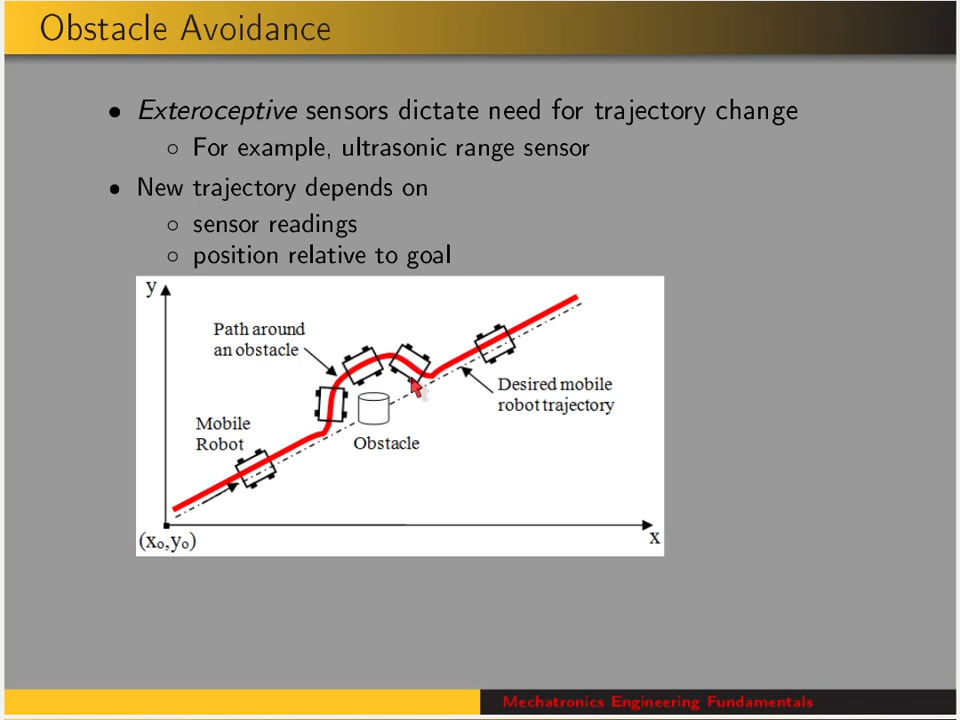 Obstacle Avoidance
• Exteroceptive sensors dictate need for trajectory change
○ For example, ultrasonic range sensor
• New trajectory depends on
○ sensor readings
○ position relative to goal
y
Path around
an obstacle
Desired mobile
robot trajectory
Mobile
Robot
Obstacle
(xₒ,yₒ)
x
Mechatronics Engineering Fundamentals